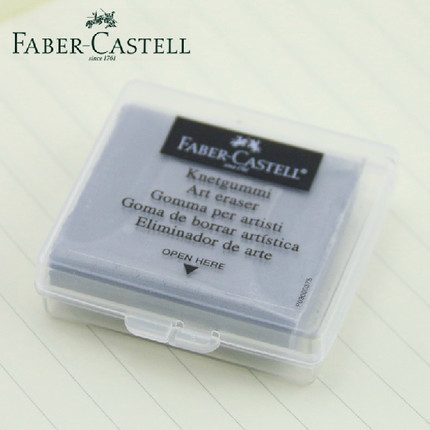 FABER-CASTELL
since 1761
FABER-CASTELL®
Knetgummi
Art eraser
Gomma per artisti
Goma de borrar artística
Eliminador de arte
OPEN HERE